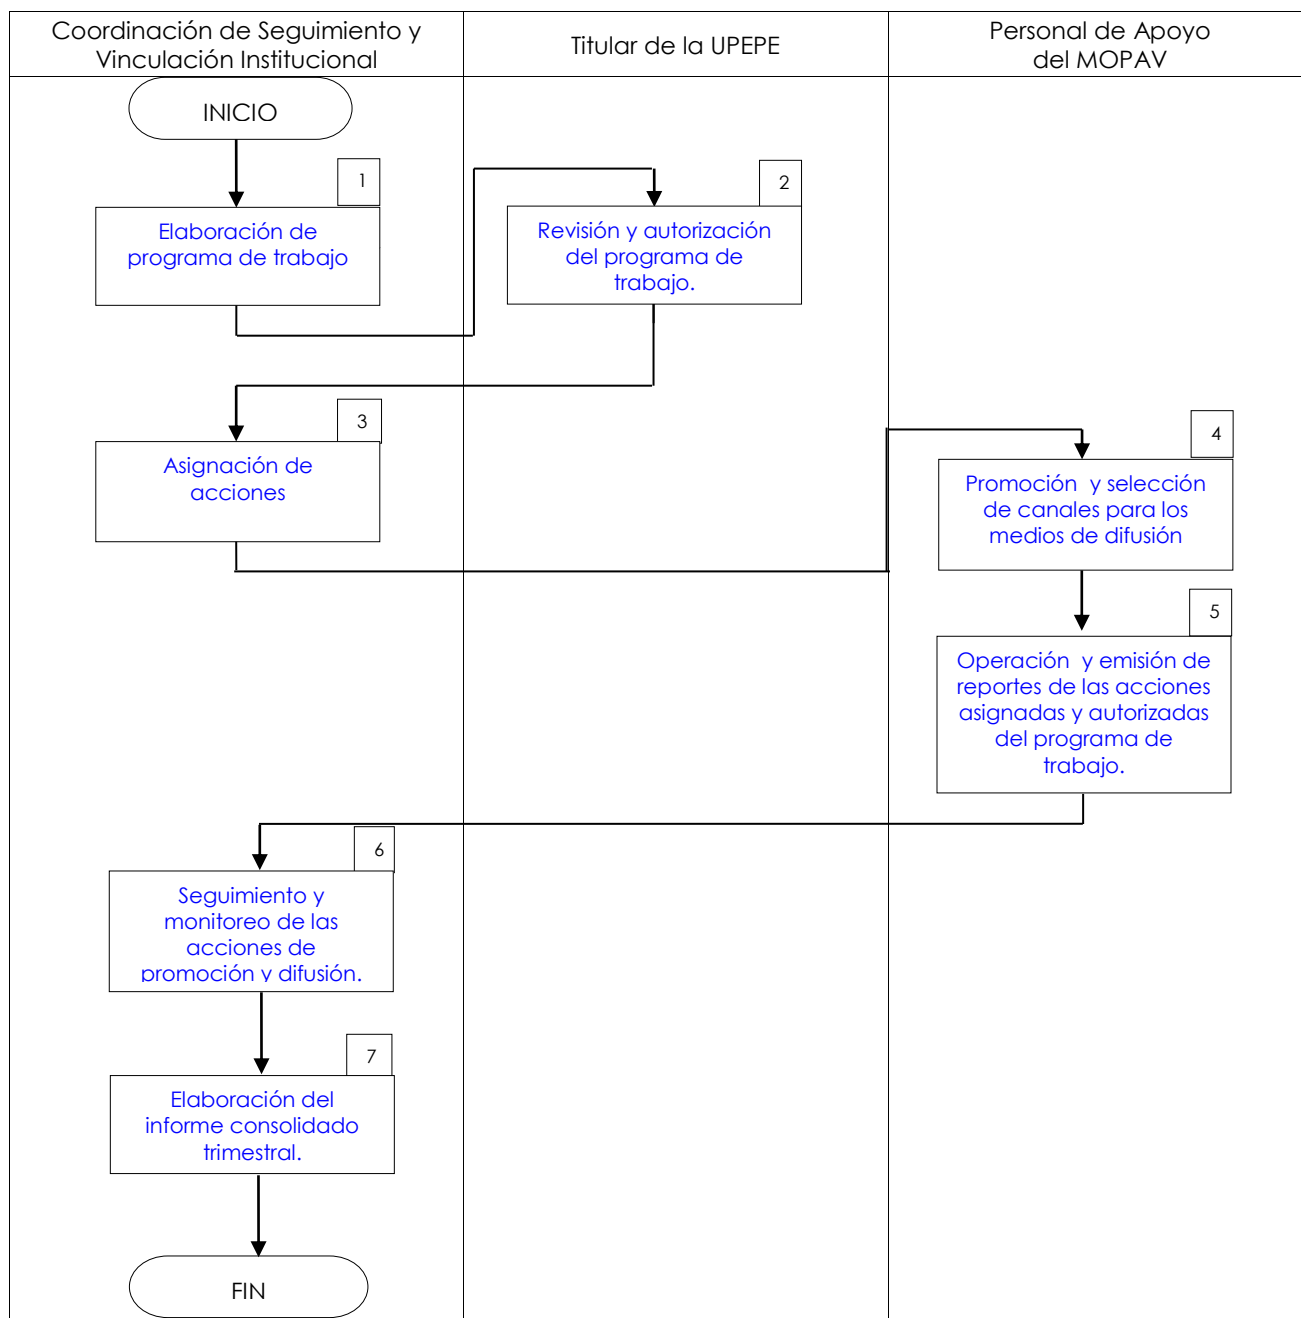 Coordinación de Seguimiento y
Vinculación Institucional
Titular de la UPEPE
Personal de Apoyo
del MOPAV
INICIO
1
Elaboración de
programa de trabajo
2
Revisión y autorización
del programa de
trabajo.
3
Asignación de
acciones
4
Promoción y selección
de canales para los
medios de difusión
5
Operación y emisión de
reportes de las acciones
asignadas y autorizadas
del programa de
trabajo.
6
Seguimiento y
monitoreo de las
acciones de
promoción y difusión.
7
Elaboración del
informe consolidado
trimestral.
FIN